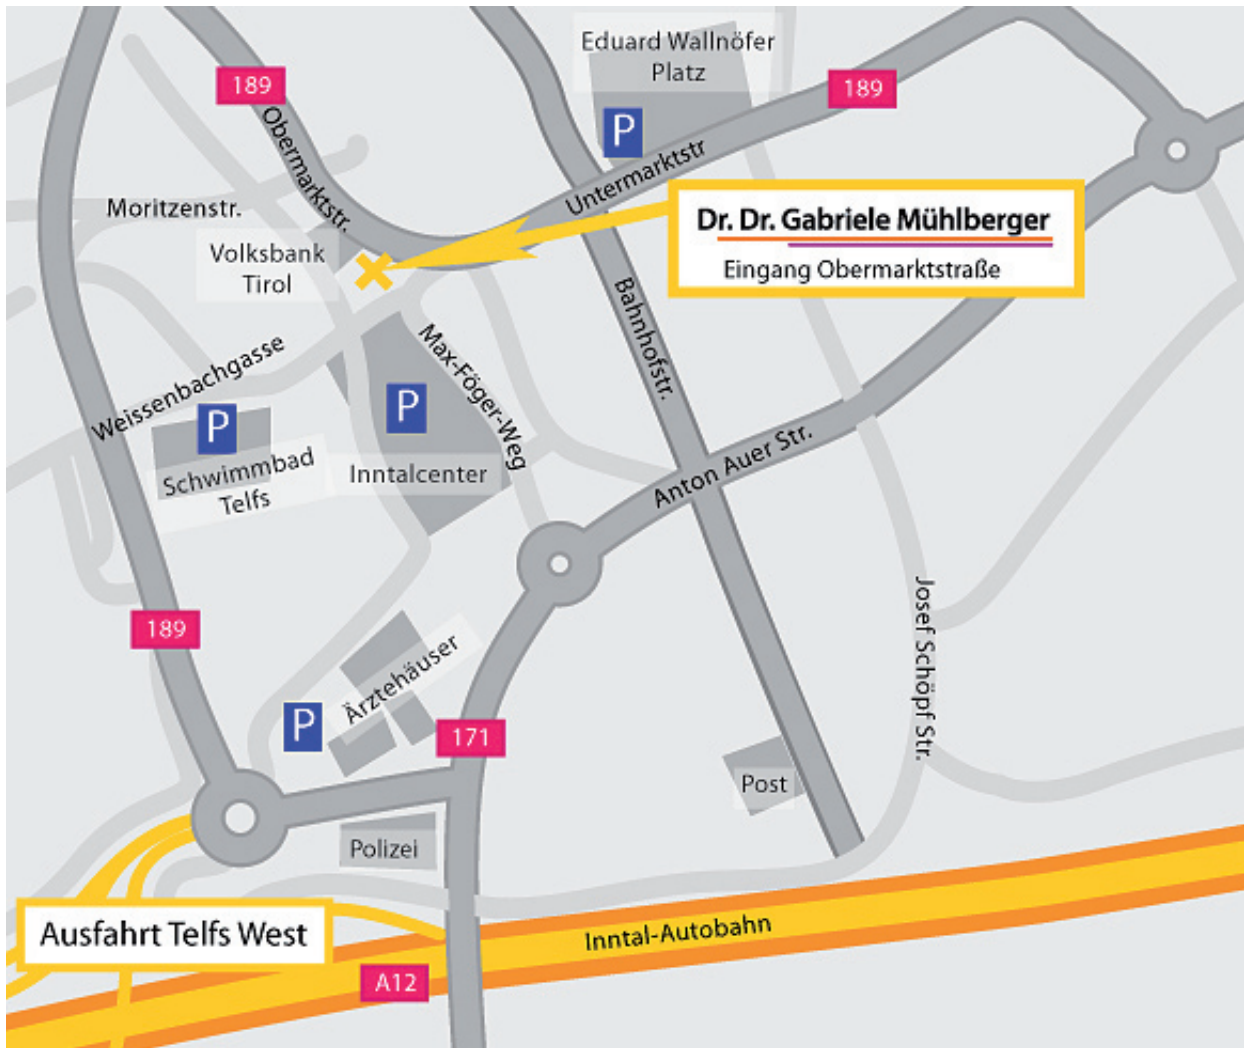 Eduard Wallnöfer
Platz
189
189
P
Obermarktstr.
Untermarktstr
Moritzenstr.
Dr. Dr. Gabriele Mühlberger
Eingang Obermarktstraße
Volksbank
Tirol
Bahnhofstr.
Max-Föger-Weg
Weissenbachgasse
P
P
Schwimmbad
Telfs
Inntalcenter
Anton Auer Str.
189
Josef Schöpf Str.
Ärztehäuser
P
171
Post
Polizei
Ausfahrt Telfs West
Inntal-Autobahn
A12